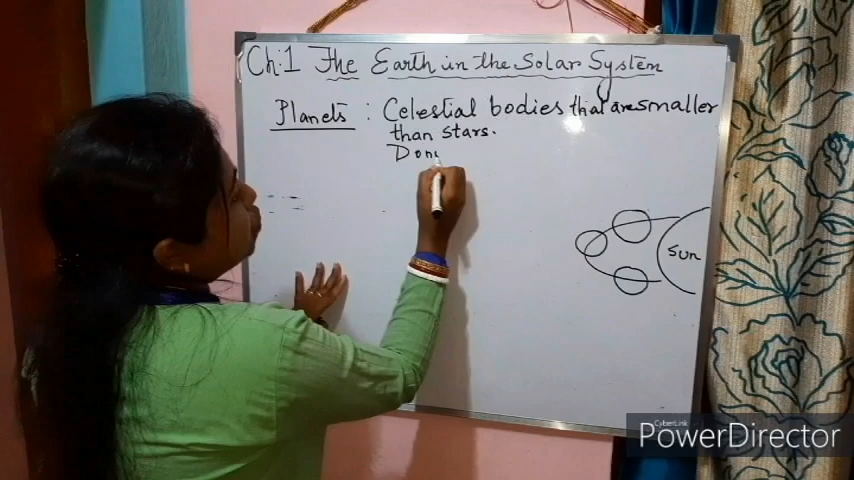 Ch:1 The Earth in the Solar System
Planets : Celestial bodies that are smaller
than stars.
Don
Sun
CyberLink
PowerDirector